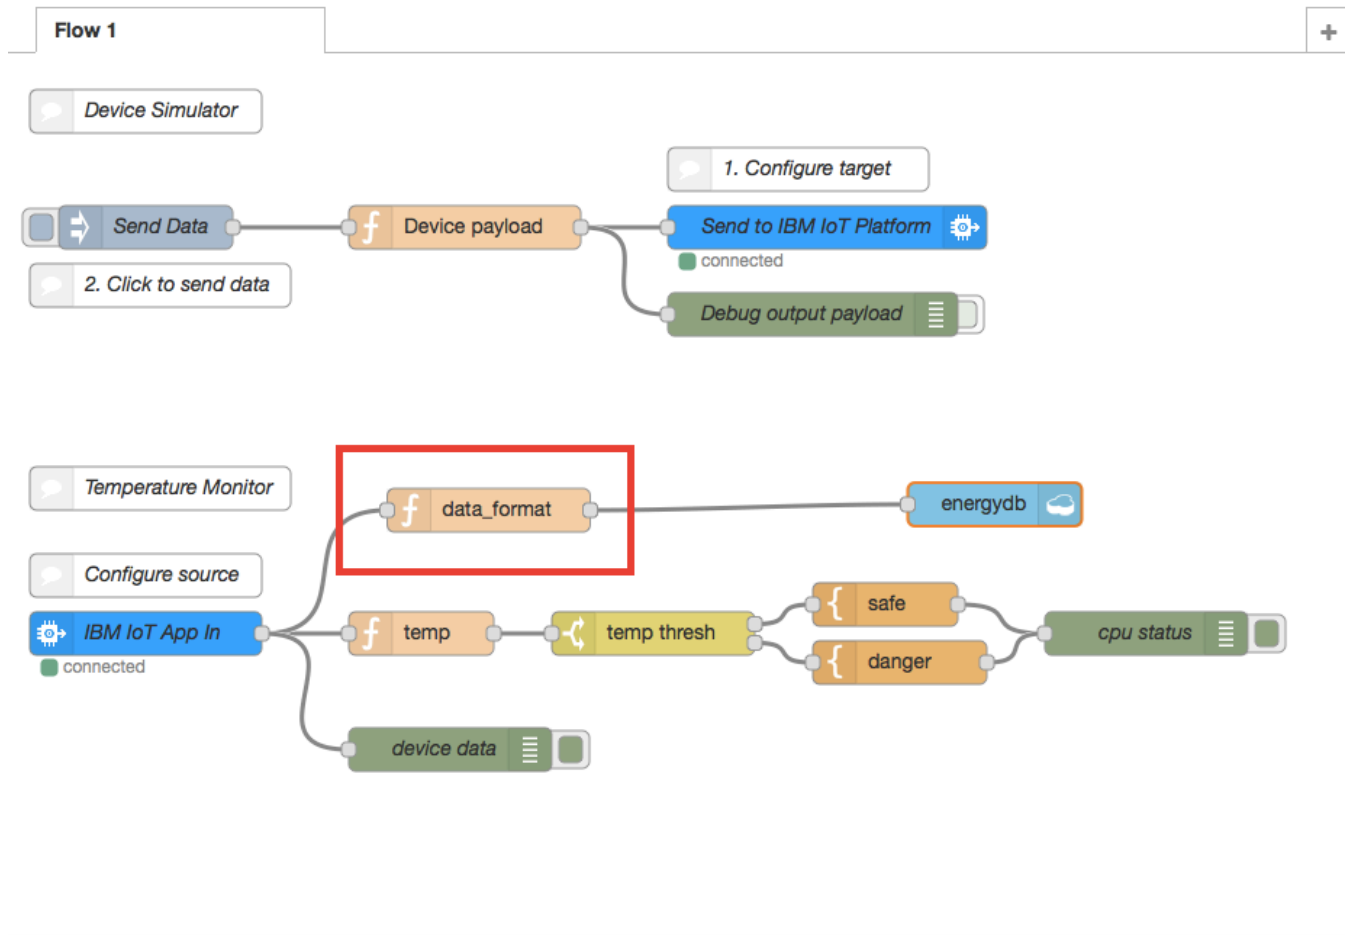 Flow 1
+
Device Simulator
1. Configure target
Send Data
Device payload
Send to IBM IoT Platform
connected
2. Click to send data
Debug output payload
Temperature Monitor
data_format
energydb
Configure source
safe
IBM IoT App In
temp
temp thresh
cpu status
danger
connected
device data